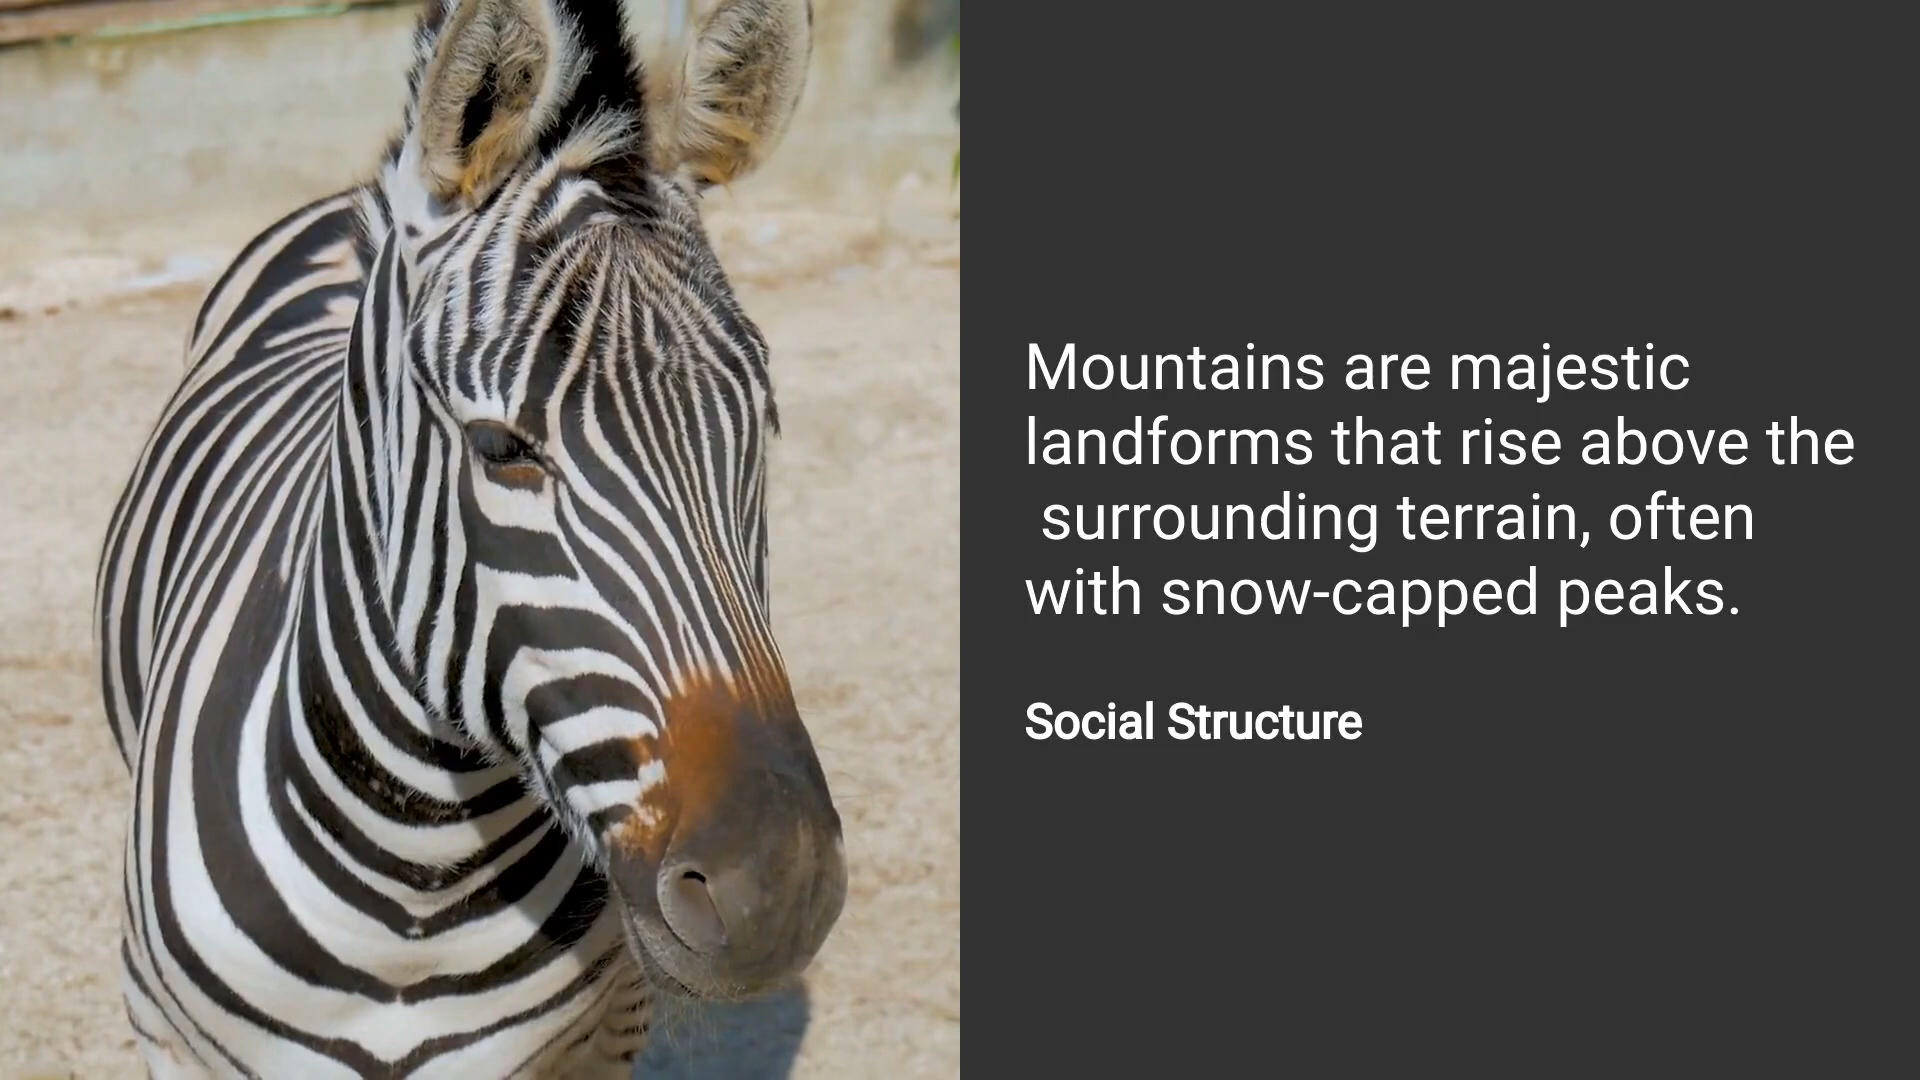 Mountains are majestic
landforms that rise above the
surrounding terrain, often
with snow-capped peaks.
Social Structure